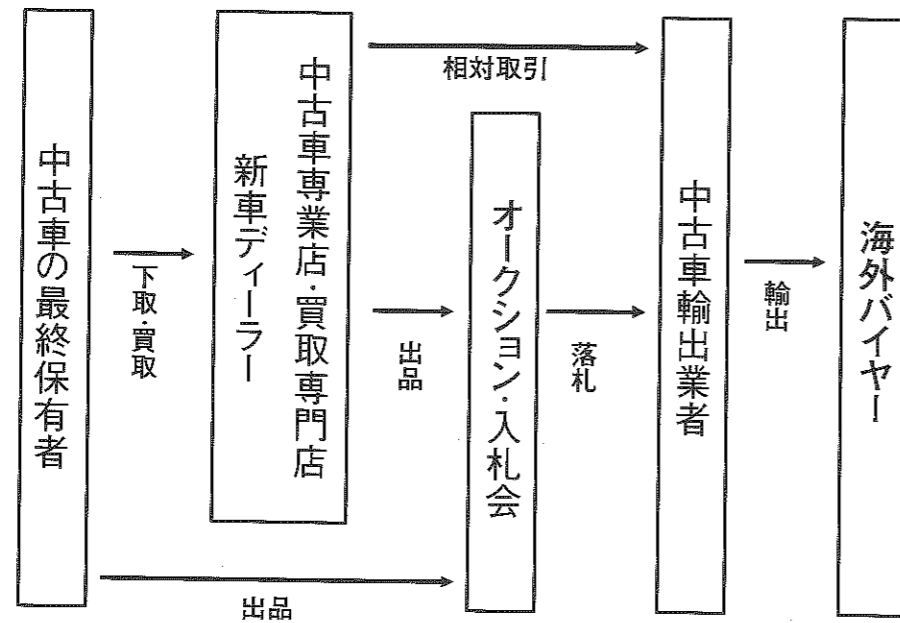 中古車の最終保有者
下取・買取
中古車専業店・買取専門店
新車ディーラー
相対取引
出品
オークション・入札会
落札
中古車輸出業者
輸出
海外バイヤー
出品